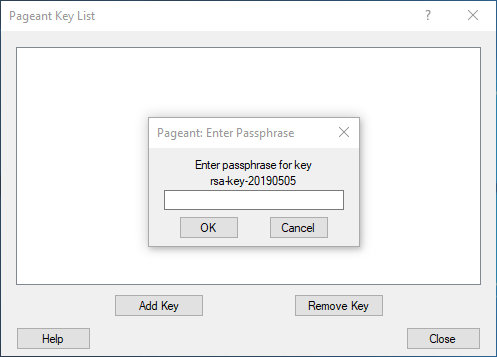 Pageant Key List
Pageant: Enter Passphrase
Enter passphrase for key
rsa-key-20190505
OK Cancel
Add Key Remove Key
Help Close